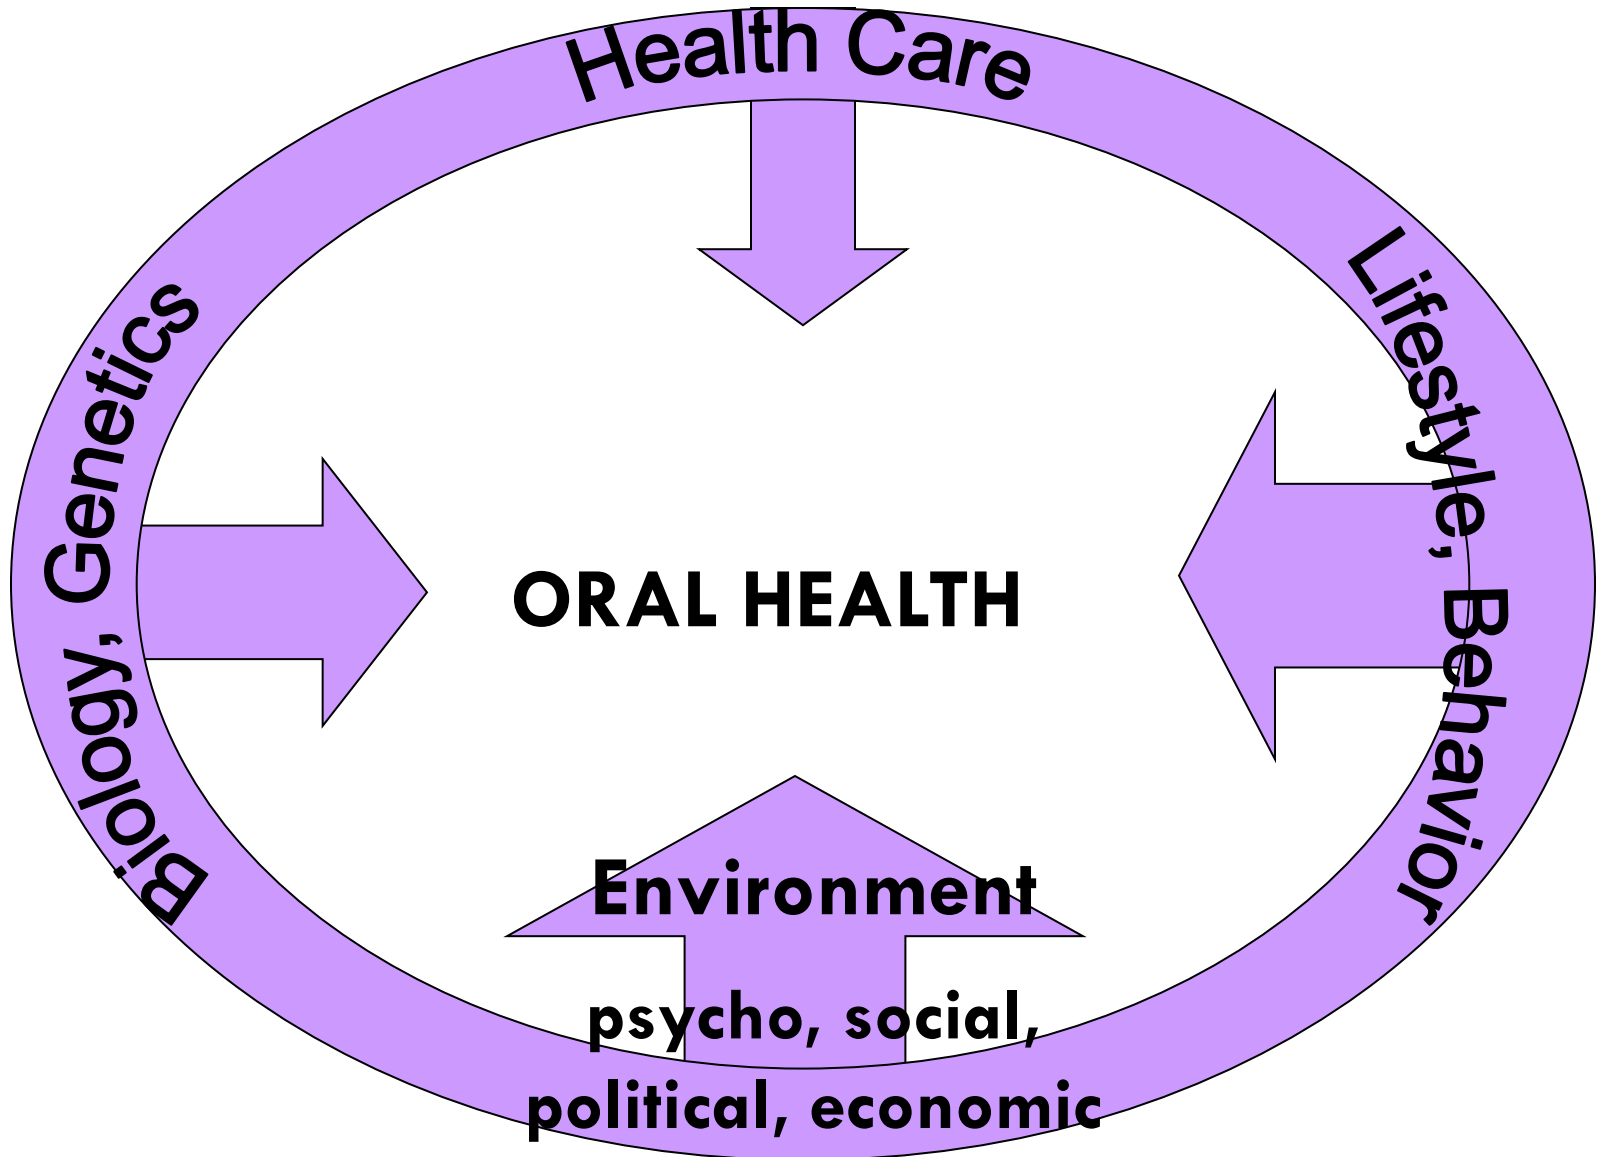 Health Care
Biology, Genetics
Lifestyle, Behavior
ORAL HEALTH
Environment
psycho, social,
political, economic